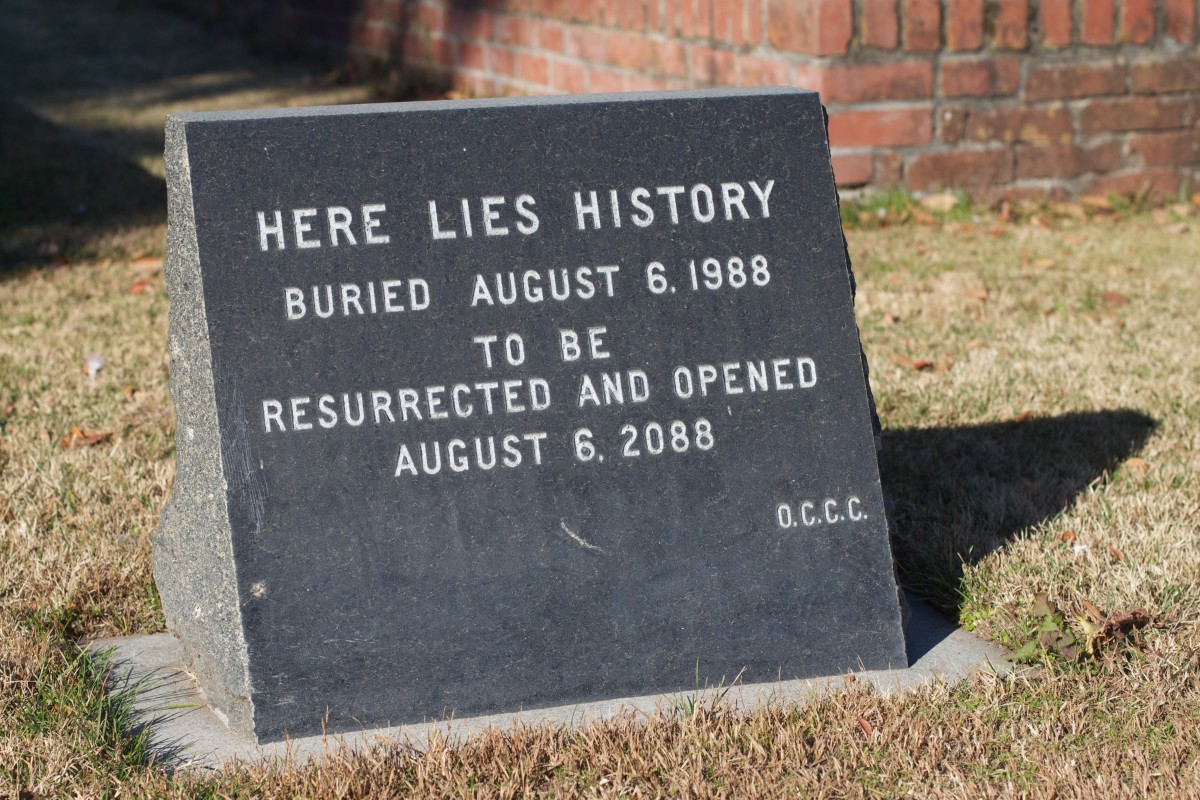 HERE LIES HISTORY
BURIED AUGUST 6, 1988
TO BE
RESURRECTED AND OPENED
AUGUST 6, 2088
O.C.C.C.